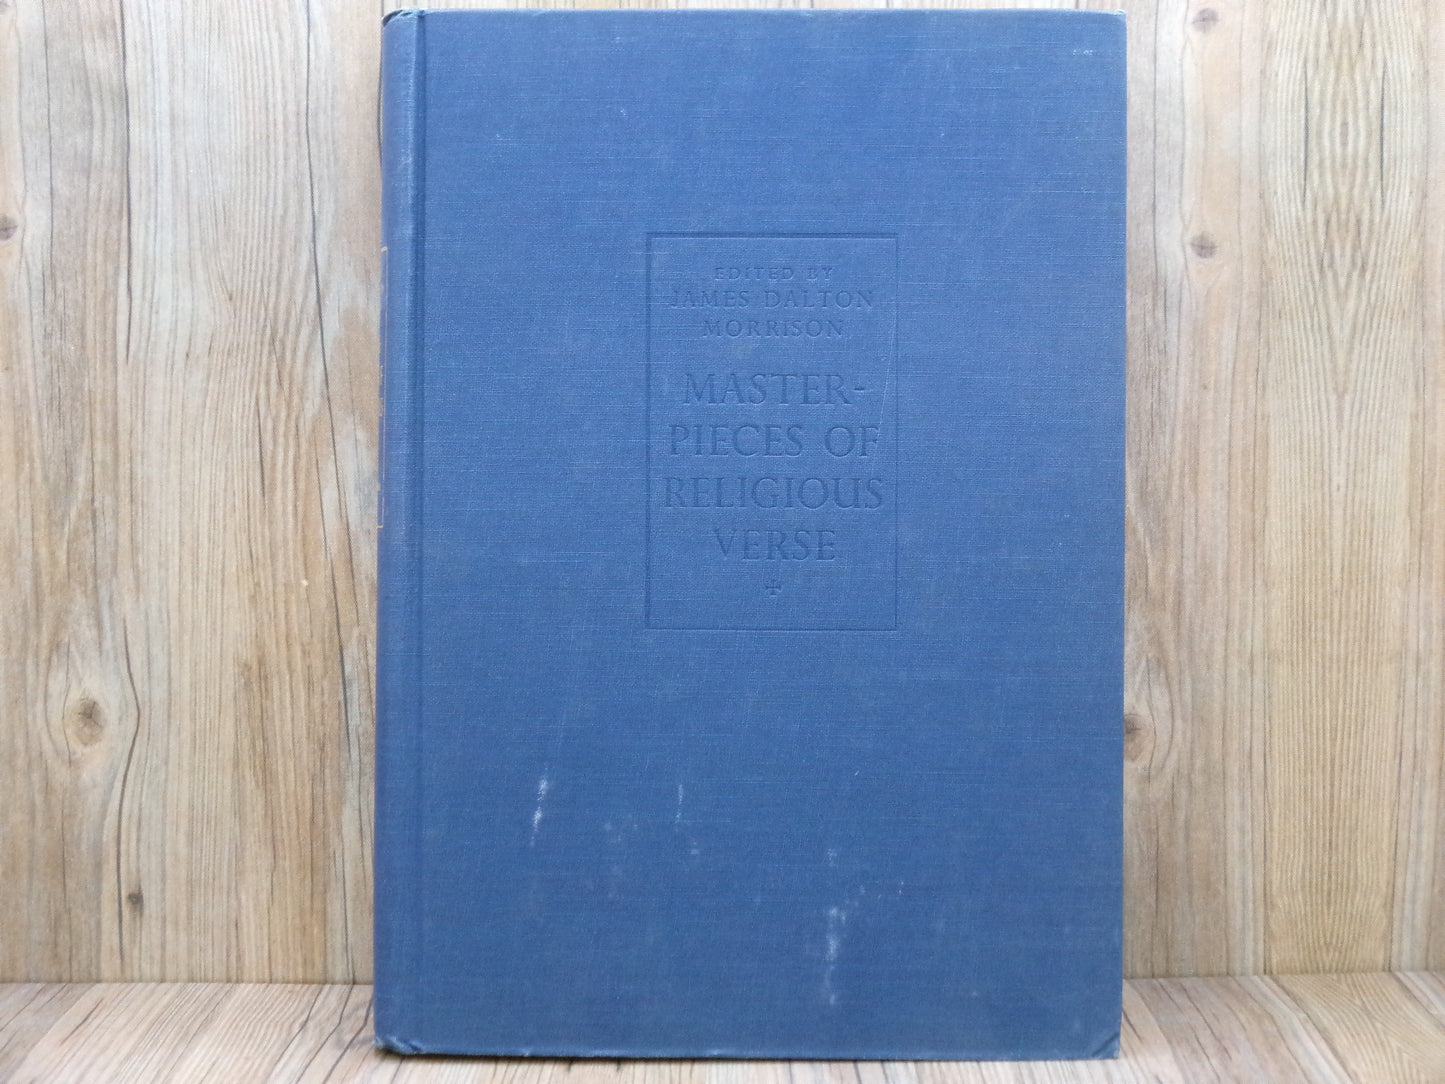 EDITED BY
JAMES DALTON
MORRISON
MASTER-
PIECES OF
RELIGIOUS
VERSE